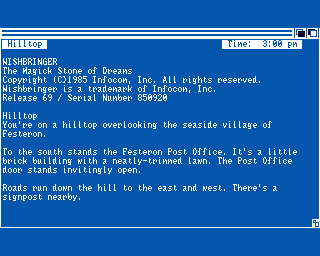 Hilltop Time: 3:00 pm
WISHBRINGER
The Magick Stone of Dreams
Copyright (C)1985 Infocom, Inc. All rights reserved.
Wishbringer is a trademark of Infocom, Inc.
Release 69 / Serial Number 850920
Hilltop
You're on a hilltop overlooking the seaside village of
Festeron.
To the south stands the Festeron Post Office. It's a little
brick building with a neatly-trimmed lawn. The Post Office
door stands invitingly open.
Roads run down the hill to the east and west. There's a
signpost nearby.